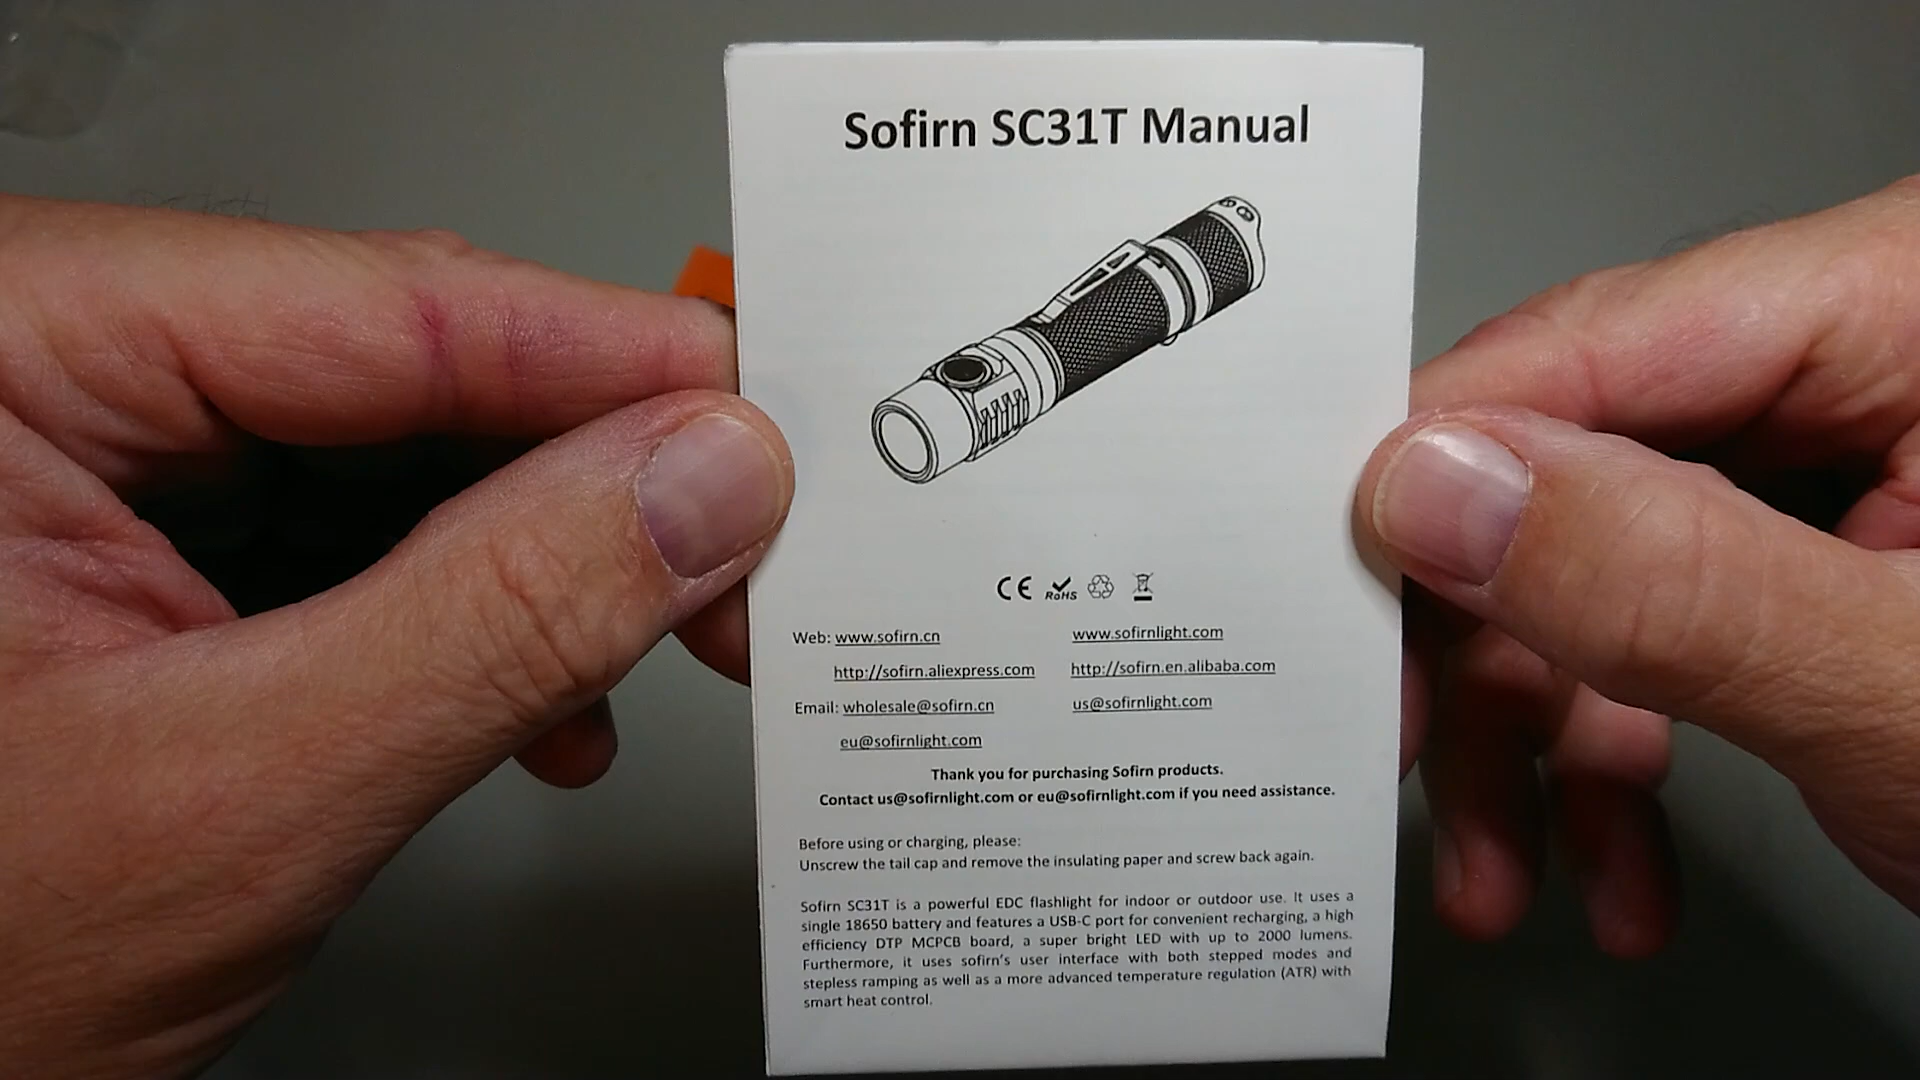 Sofirn SC31T Manual
CE RoHS
Web: www.sofirn.cn www.sofirnlight.com
http://sofirn.aliexpress.com http://sofirn.en.alibaba.com
Email: wholesale@sofirn.cn us@sofirnlight.com
eu@sofirnlight.com
Thank you for purchasing Sofirn products.
Contact us@sofirnlight.com or eu@sofirnlight.com if you need assistance.
Before using or charging, please:
Unscrew the tail cap and remove the insulating paper and screw back again.
Sofirn SC31T is a powerful EDC flashlight for indoor or outdoor use. It uses a
single 18650 battery and features a USB-C port for convenient recharging, a high
efficiency DTP MCPCB board, a super bright LED with up to 2000 lumens.
Furthermore, it uses sofirn's user interface with both stepped modes and
stepless ramping as well as a more advanced temperature regulation (ATR) with
smart heat control.